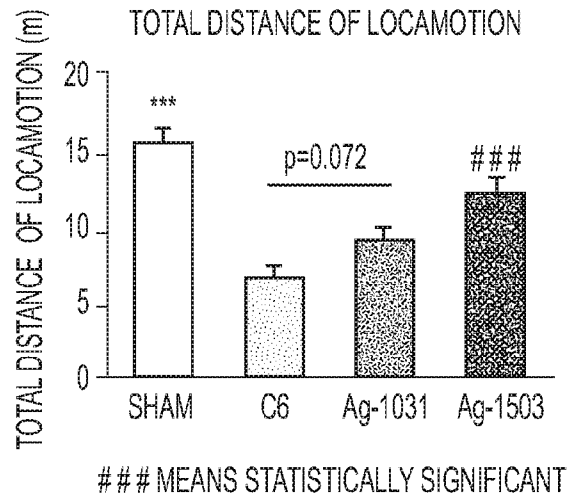 TOTAL DISTANCE OF LOCAMOTION
TOTAL DISTANCE OF LOCAMOTION (m)
20
15
10
5
0
***
p=0.072
###
SHAM C6 Ag-1031 Ag-1503
### MEANS STATISTICALLY SIGNIFICANT